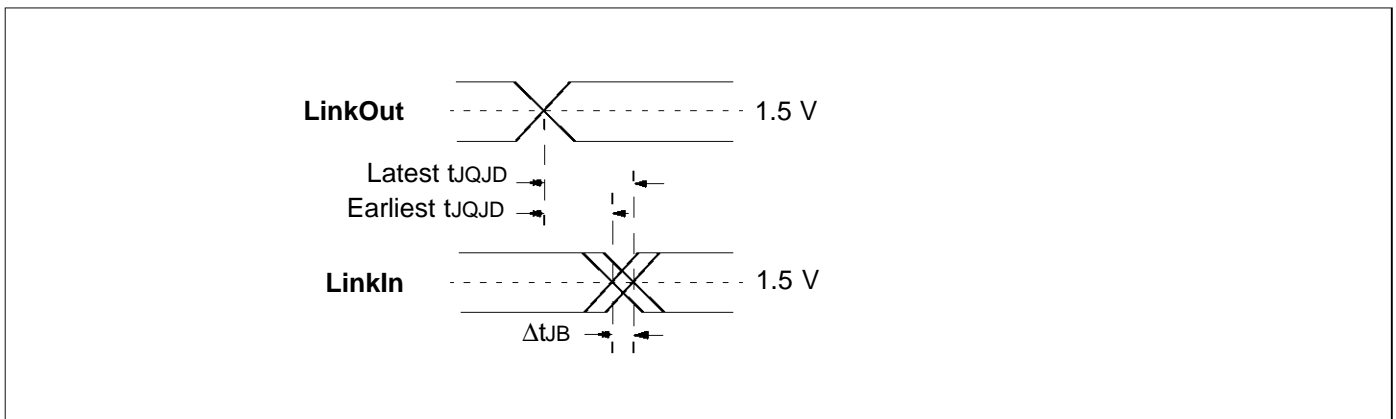 LinkOut
1.5 V
Latest tJQJD
Earliest tJQJD
LinkIn
1.5 V
ΔtJB